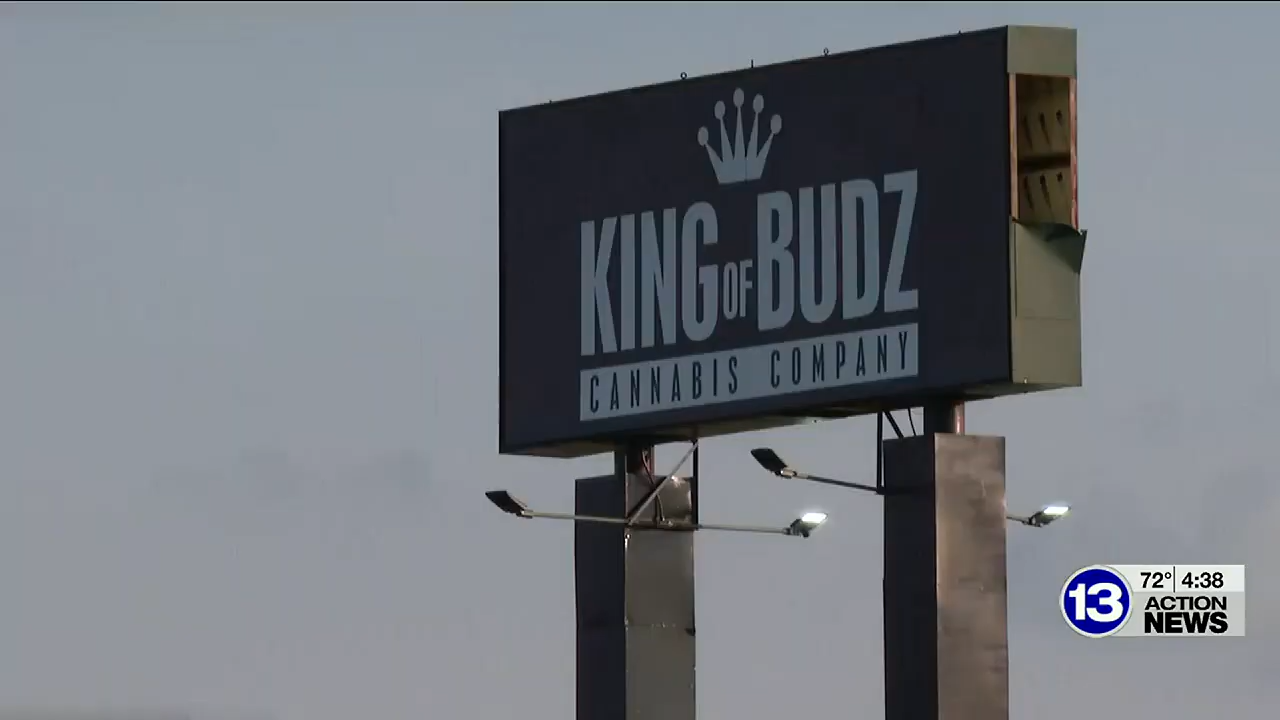 KING OF BUDZ
CANNABIS COMPANY
13
72° 4:38
ACTION
NEWS